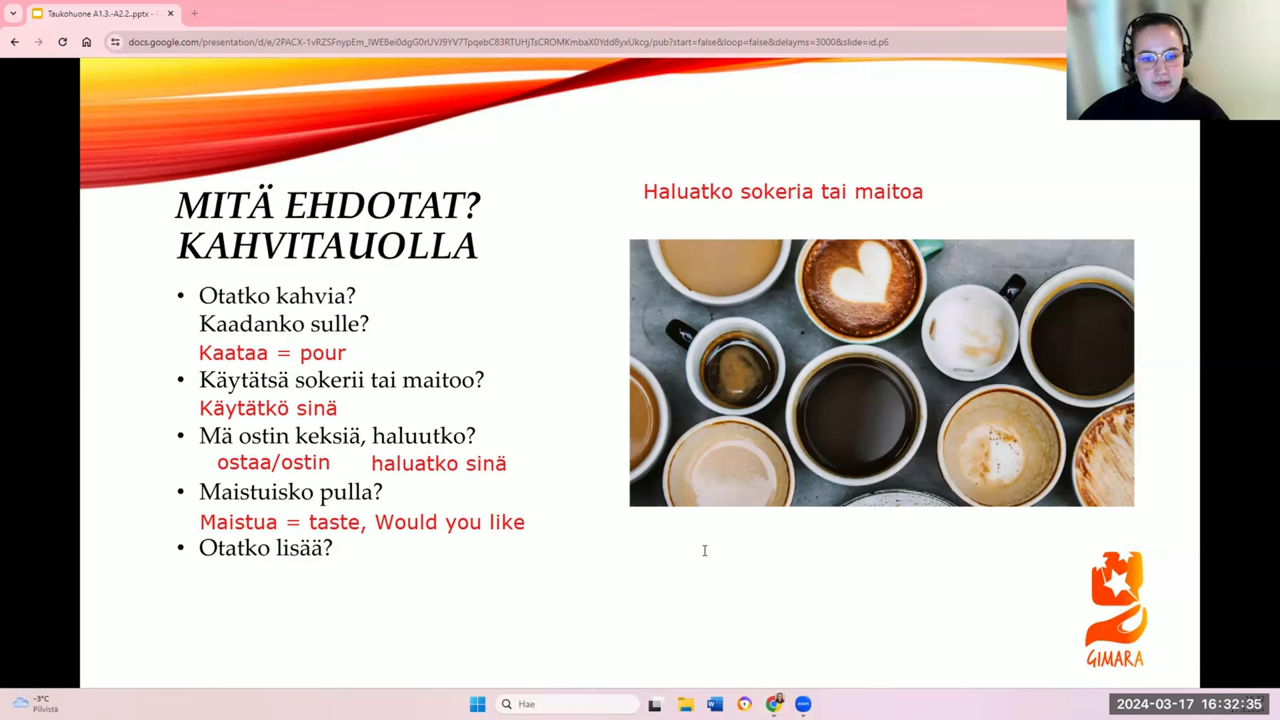 Taukohuone A1.3.-A2.2..pptx -
docs.google.com/presentation/d/e/2PACX-1vRZSFnypEm_lWEBei0dgG0rUVJ9YV7TpqebC83RTUHjTsCROMKmbaX0Ydd8yxUkcg/pub?start=false&loop=false&delayms=3000&slide=id.p6
MITÄ EHDOTAT?
KAHVITAUOLLA
Haluatko sokeria tai maitoa
• Otatko kahvia?
Kaadanko sulle?
Kaataa = pour
• Käytätsä sokerii tai maitoo?
Käytätkö sinä
• Mä ostin keksiä, haluutko?
ostaa/ostin haluatko sinä
• Maistuisko pulla?
Maistua = taste, Would you like
• Otatko lisää?
GIMARA
-3°C
Pilvistä
Hae
zoom
2024-03-17 16:32:35